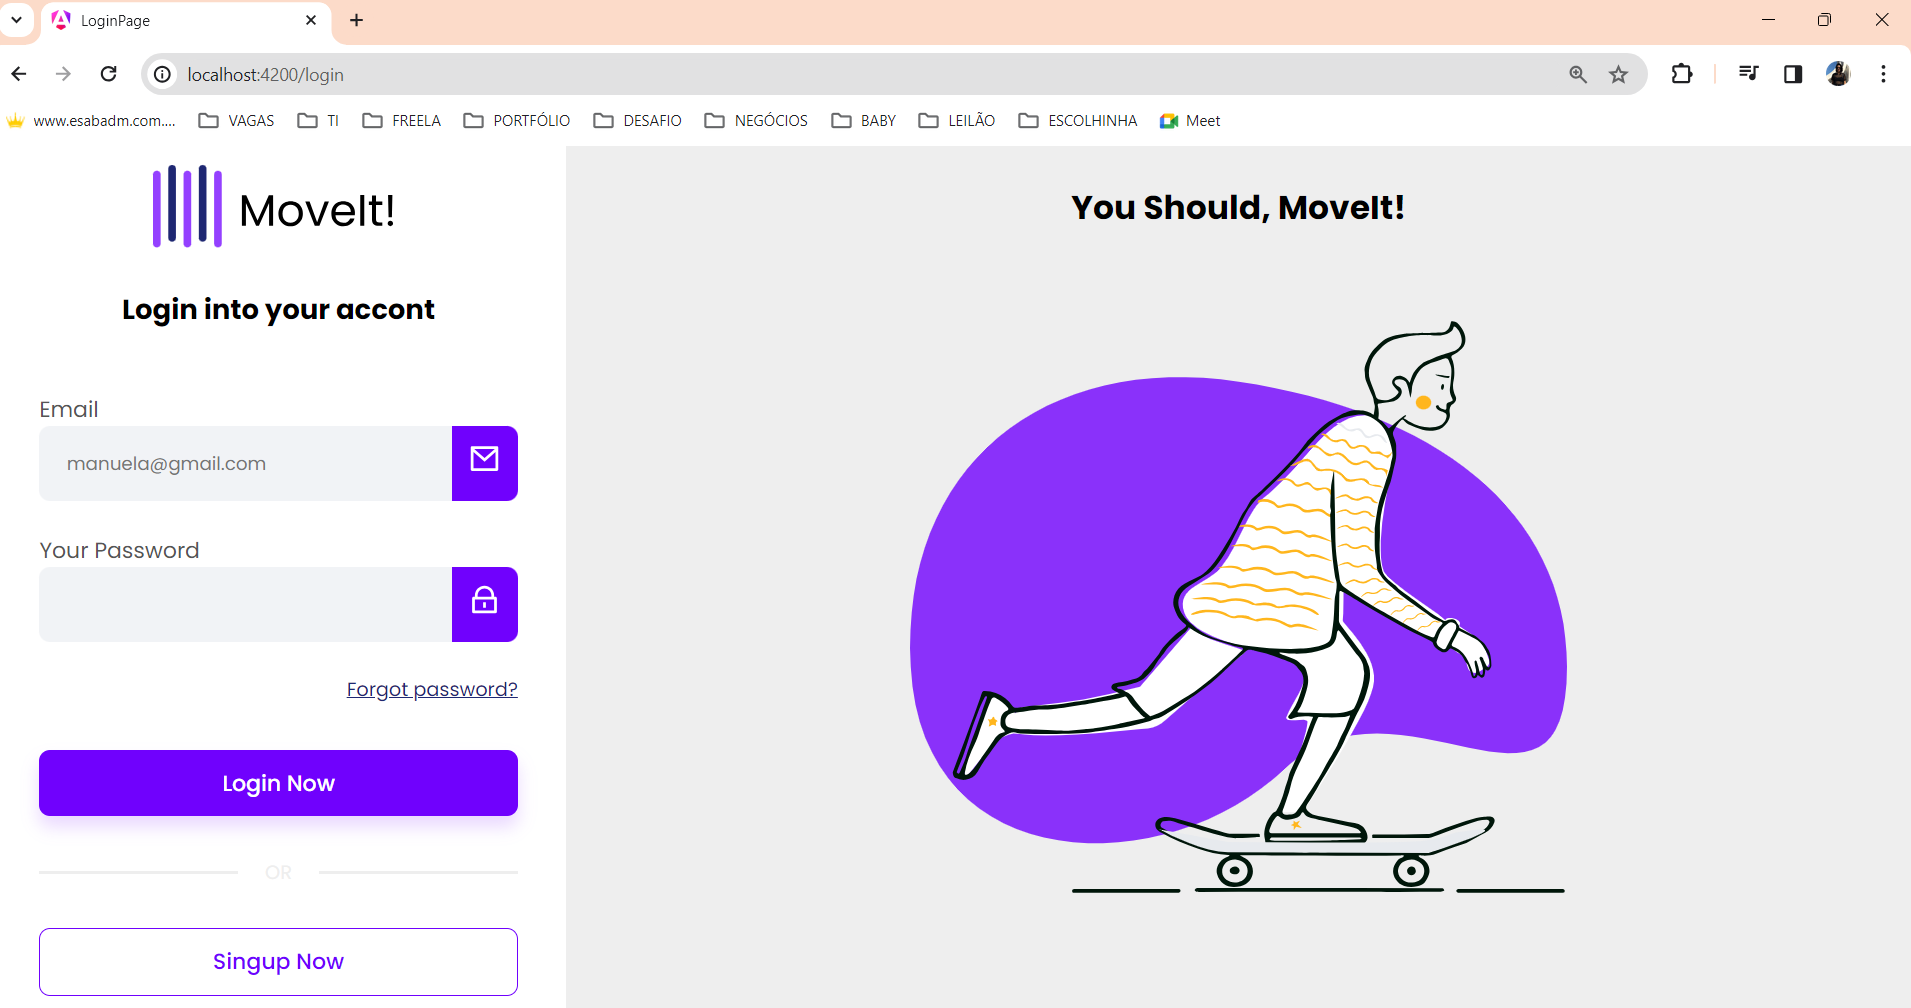 LoginPage
localhost:4200/login
www.esabadm.com.... VAGAS TI FREELA PORTFÓLIO DESAFIO NEGÓCIOS BABY LEILÃO ESCOLHINHA Meet
MoveIt!
Login into your accont
Email
manuela@gmail.com
Your Password
Forgot password?
Login Now
OR
Singup Now
You Should, MoveIt!